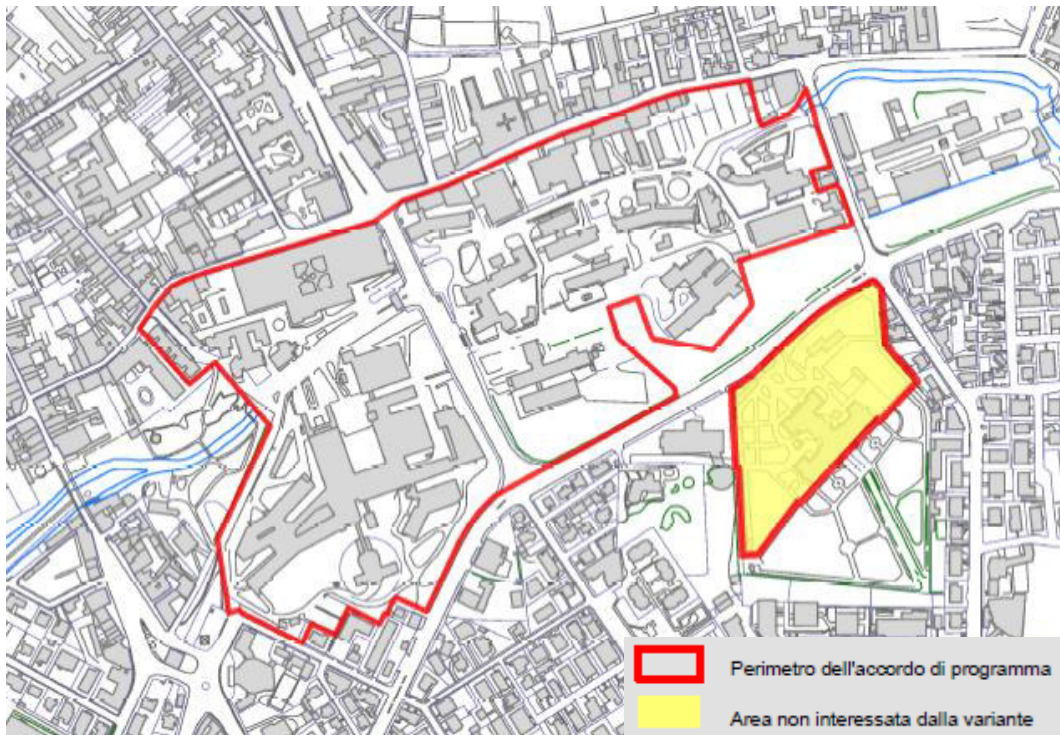 Perimetro dell'accordo di programma
Area non interessata dalla variante